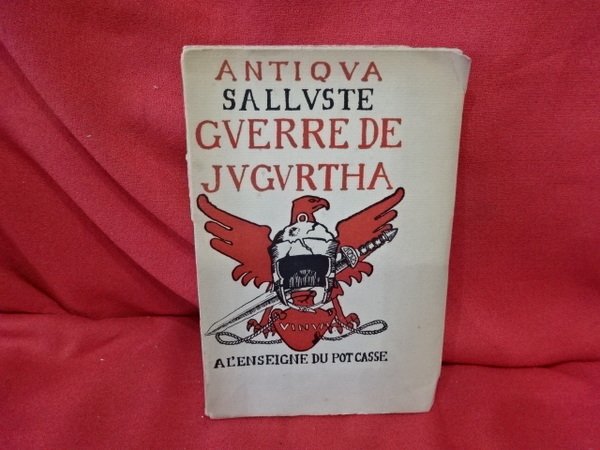 ANTIQVA
SALLVSTE
GVERRE DE
JVGVRTHA
A L'ENSEIGNE DU POT CASSE